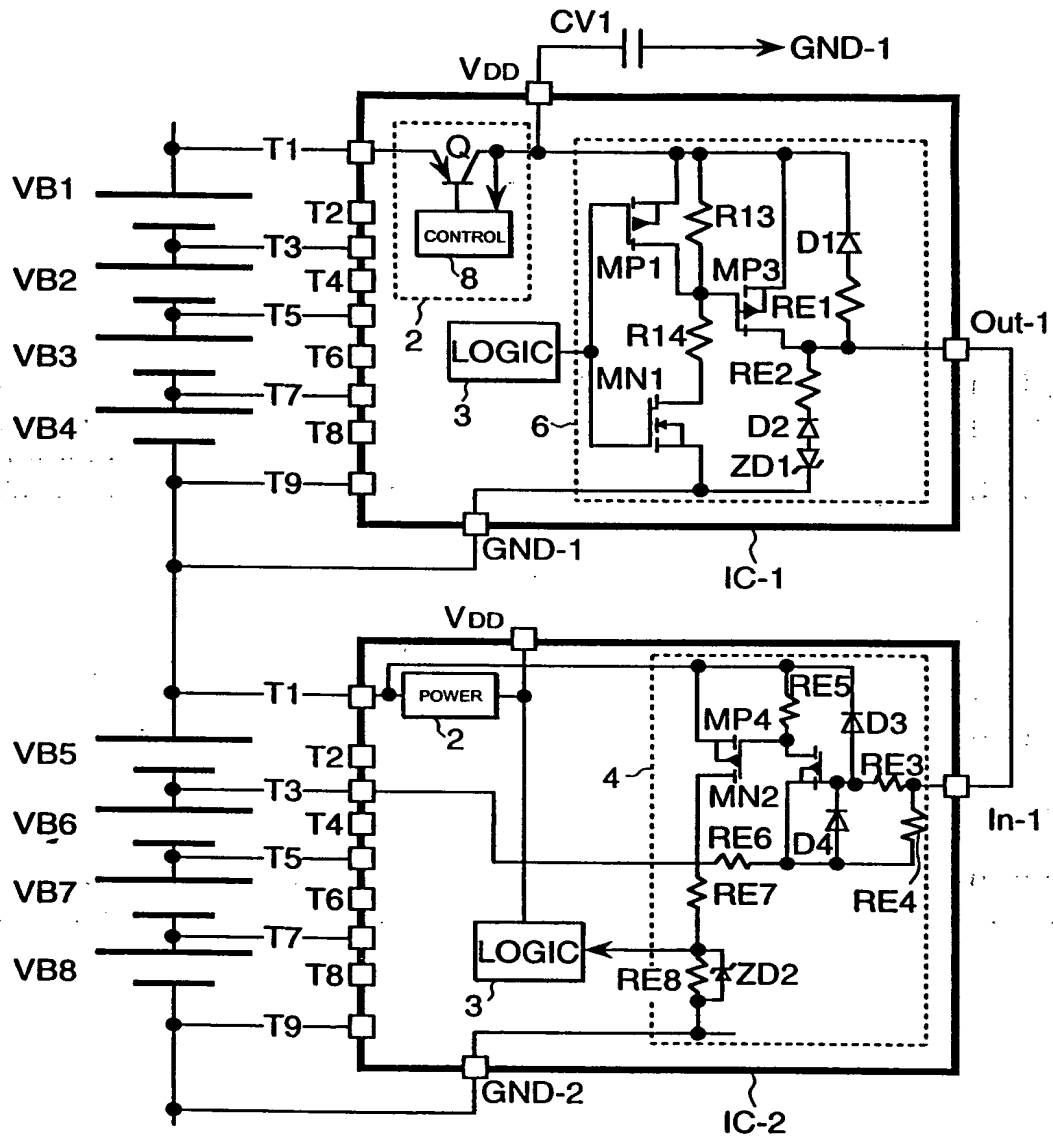 CV1
GND-1
VDD
T1
Q
VB1
T2
CONTROL
R13
D1
T3
8
MP1
MP3
VB2
T4
RE1
T5
2
Out-1
LOGIC
R14
VB3
T6
RE2
3
MN1
T7
VB4
T8
6
D2
ZD1
T9
GND-1
IC-1
VDD
T1
POWER
RE5
2
MP4
D3
VB5
T2
4
RE3
T3
MN2
In-1
VB6
T4
RE6
D4
T5
RE7
RE4
VB7
T6
T7
LOGIC
VB8
T8
RE8
ZD2
3
T9
GND-2
IC-2